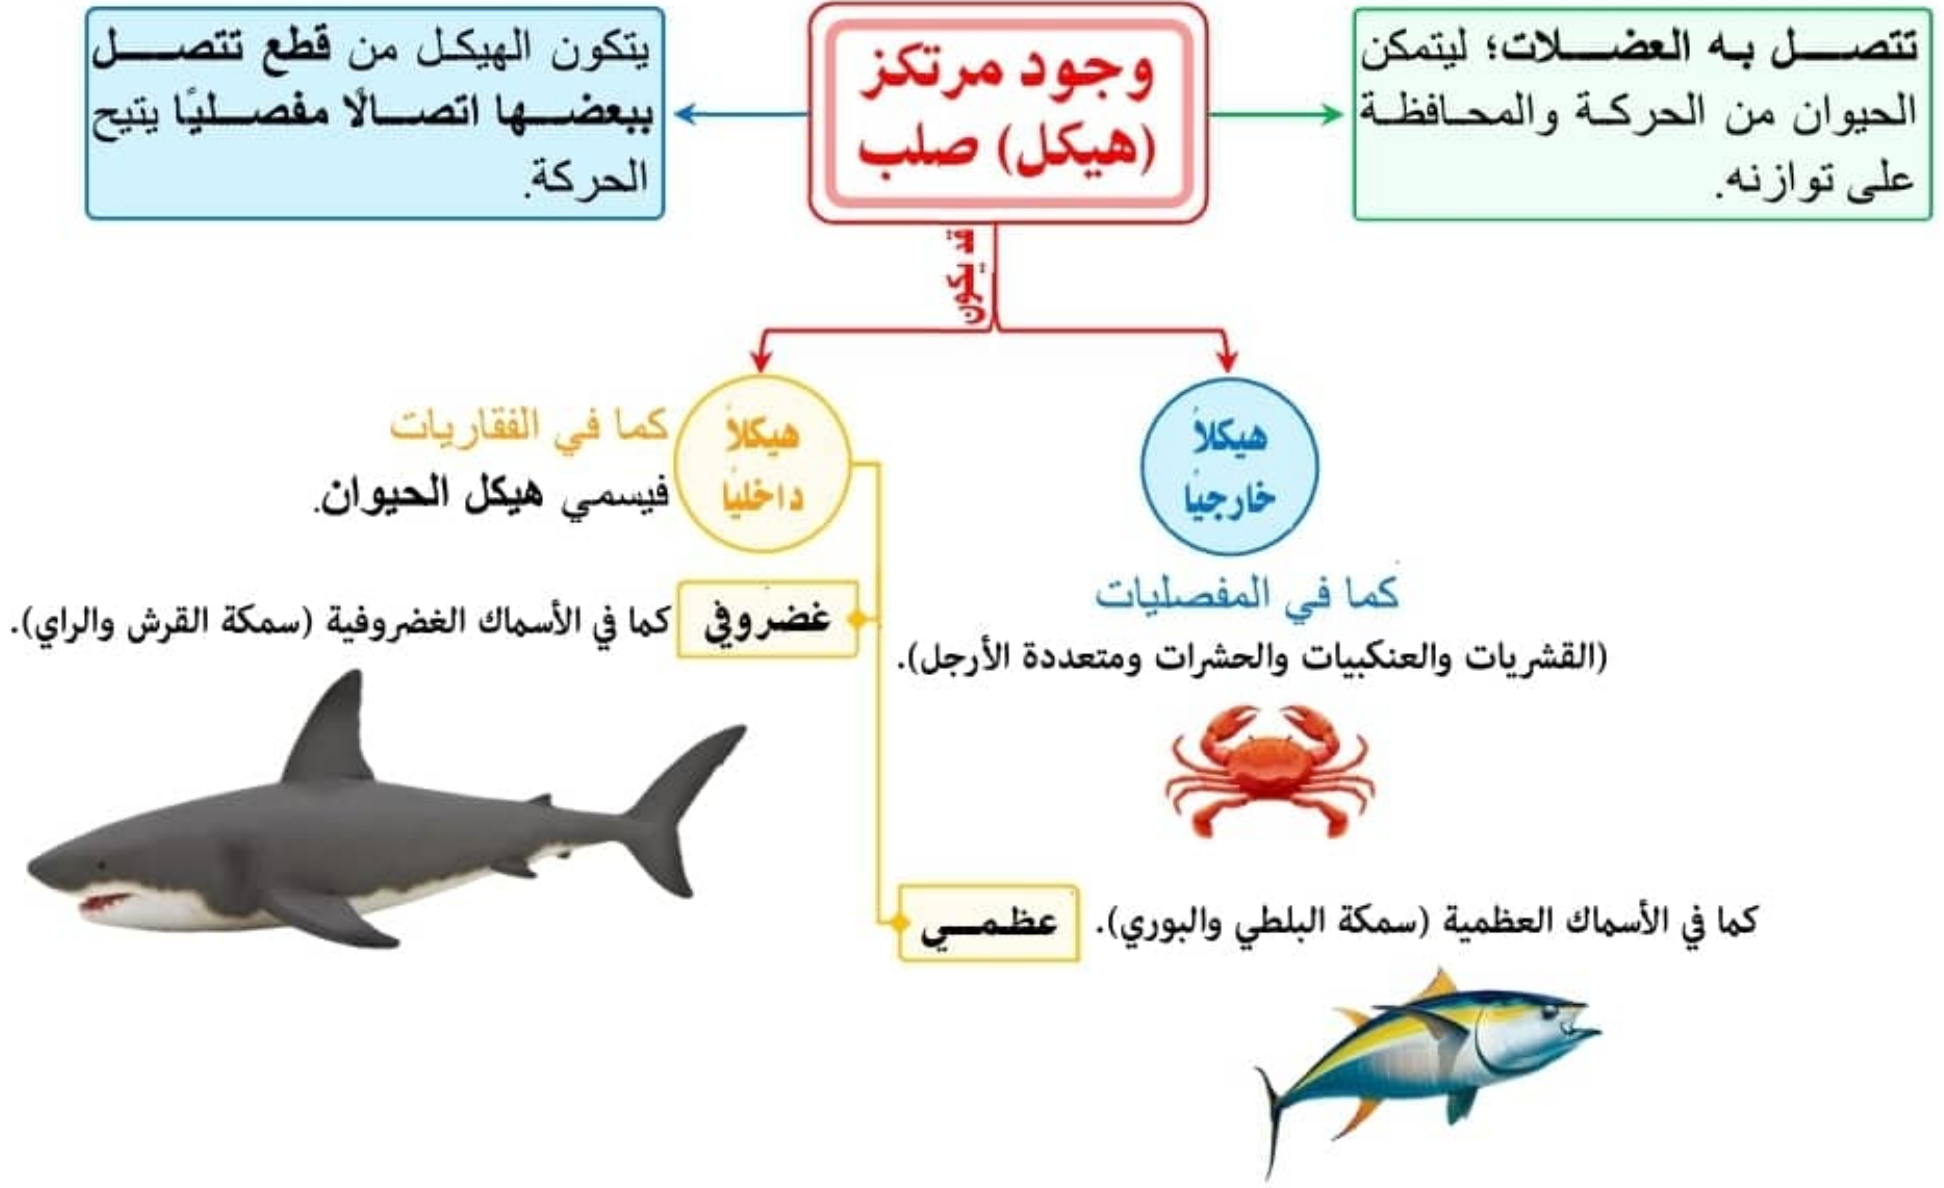 وجود مرتكز
(هيكل) صلب
تتصل به العضلات؛ ليتمكن
الحيوان من الحركة والمحافظة
على توازنه.
يتكون الهيكل من قطع تتصل
ببعضها اتصالًا مفصليًا يتيح
الحركة.
قد يكون
هيكلاً
خارجياً
كما في المفصليات
(القشريات والعنكبيات والحشرات ومتعددة الأرجل).
هيكلاً
داخلياً
كما في الفقاريات
فيسمي هيكل الحيوان.
غضروفي
كما في الأسماك الغضروفية (سمكة القرش والراي).
عظمي
كما في الأسماك العظمية (سمكة البلطي والبوري).